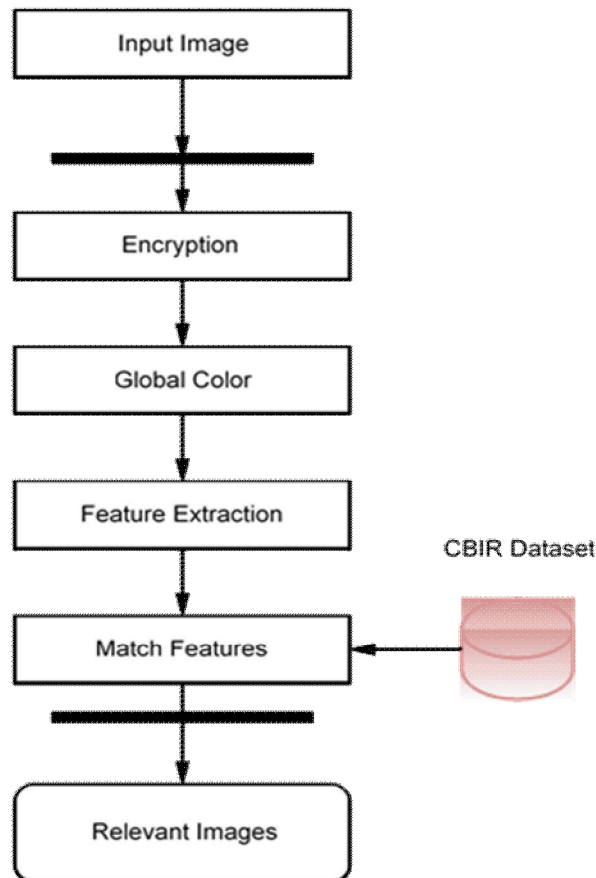 Input Image
Encryption
Global Color
Feature Extraction
CBIR Dataset
Match Features
Relevant Images